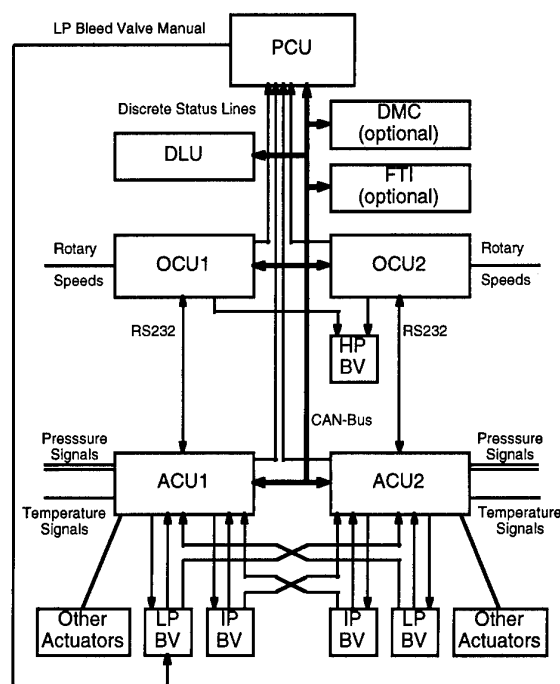 LP Bleed Valve Manual
PCU
Discrete Status Lines
DMC
(optional)
DLU
FTI
(optional)
Rotary
Speeds
OCU1
OCU2
Rotary
Speeds
RS232
RS232
HP
BV
CAN-Bus
Presssure
Signals
Presssure
Signals
ACU1
ACU2
Temperature
Signals
Temperature
Signals
Other
Actuators
LP
BV
IP
BV
IP
BV
LP
BV
Other
Actuators